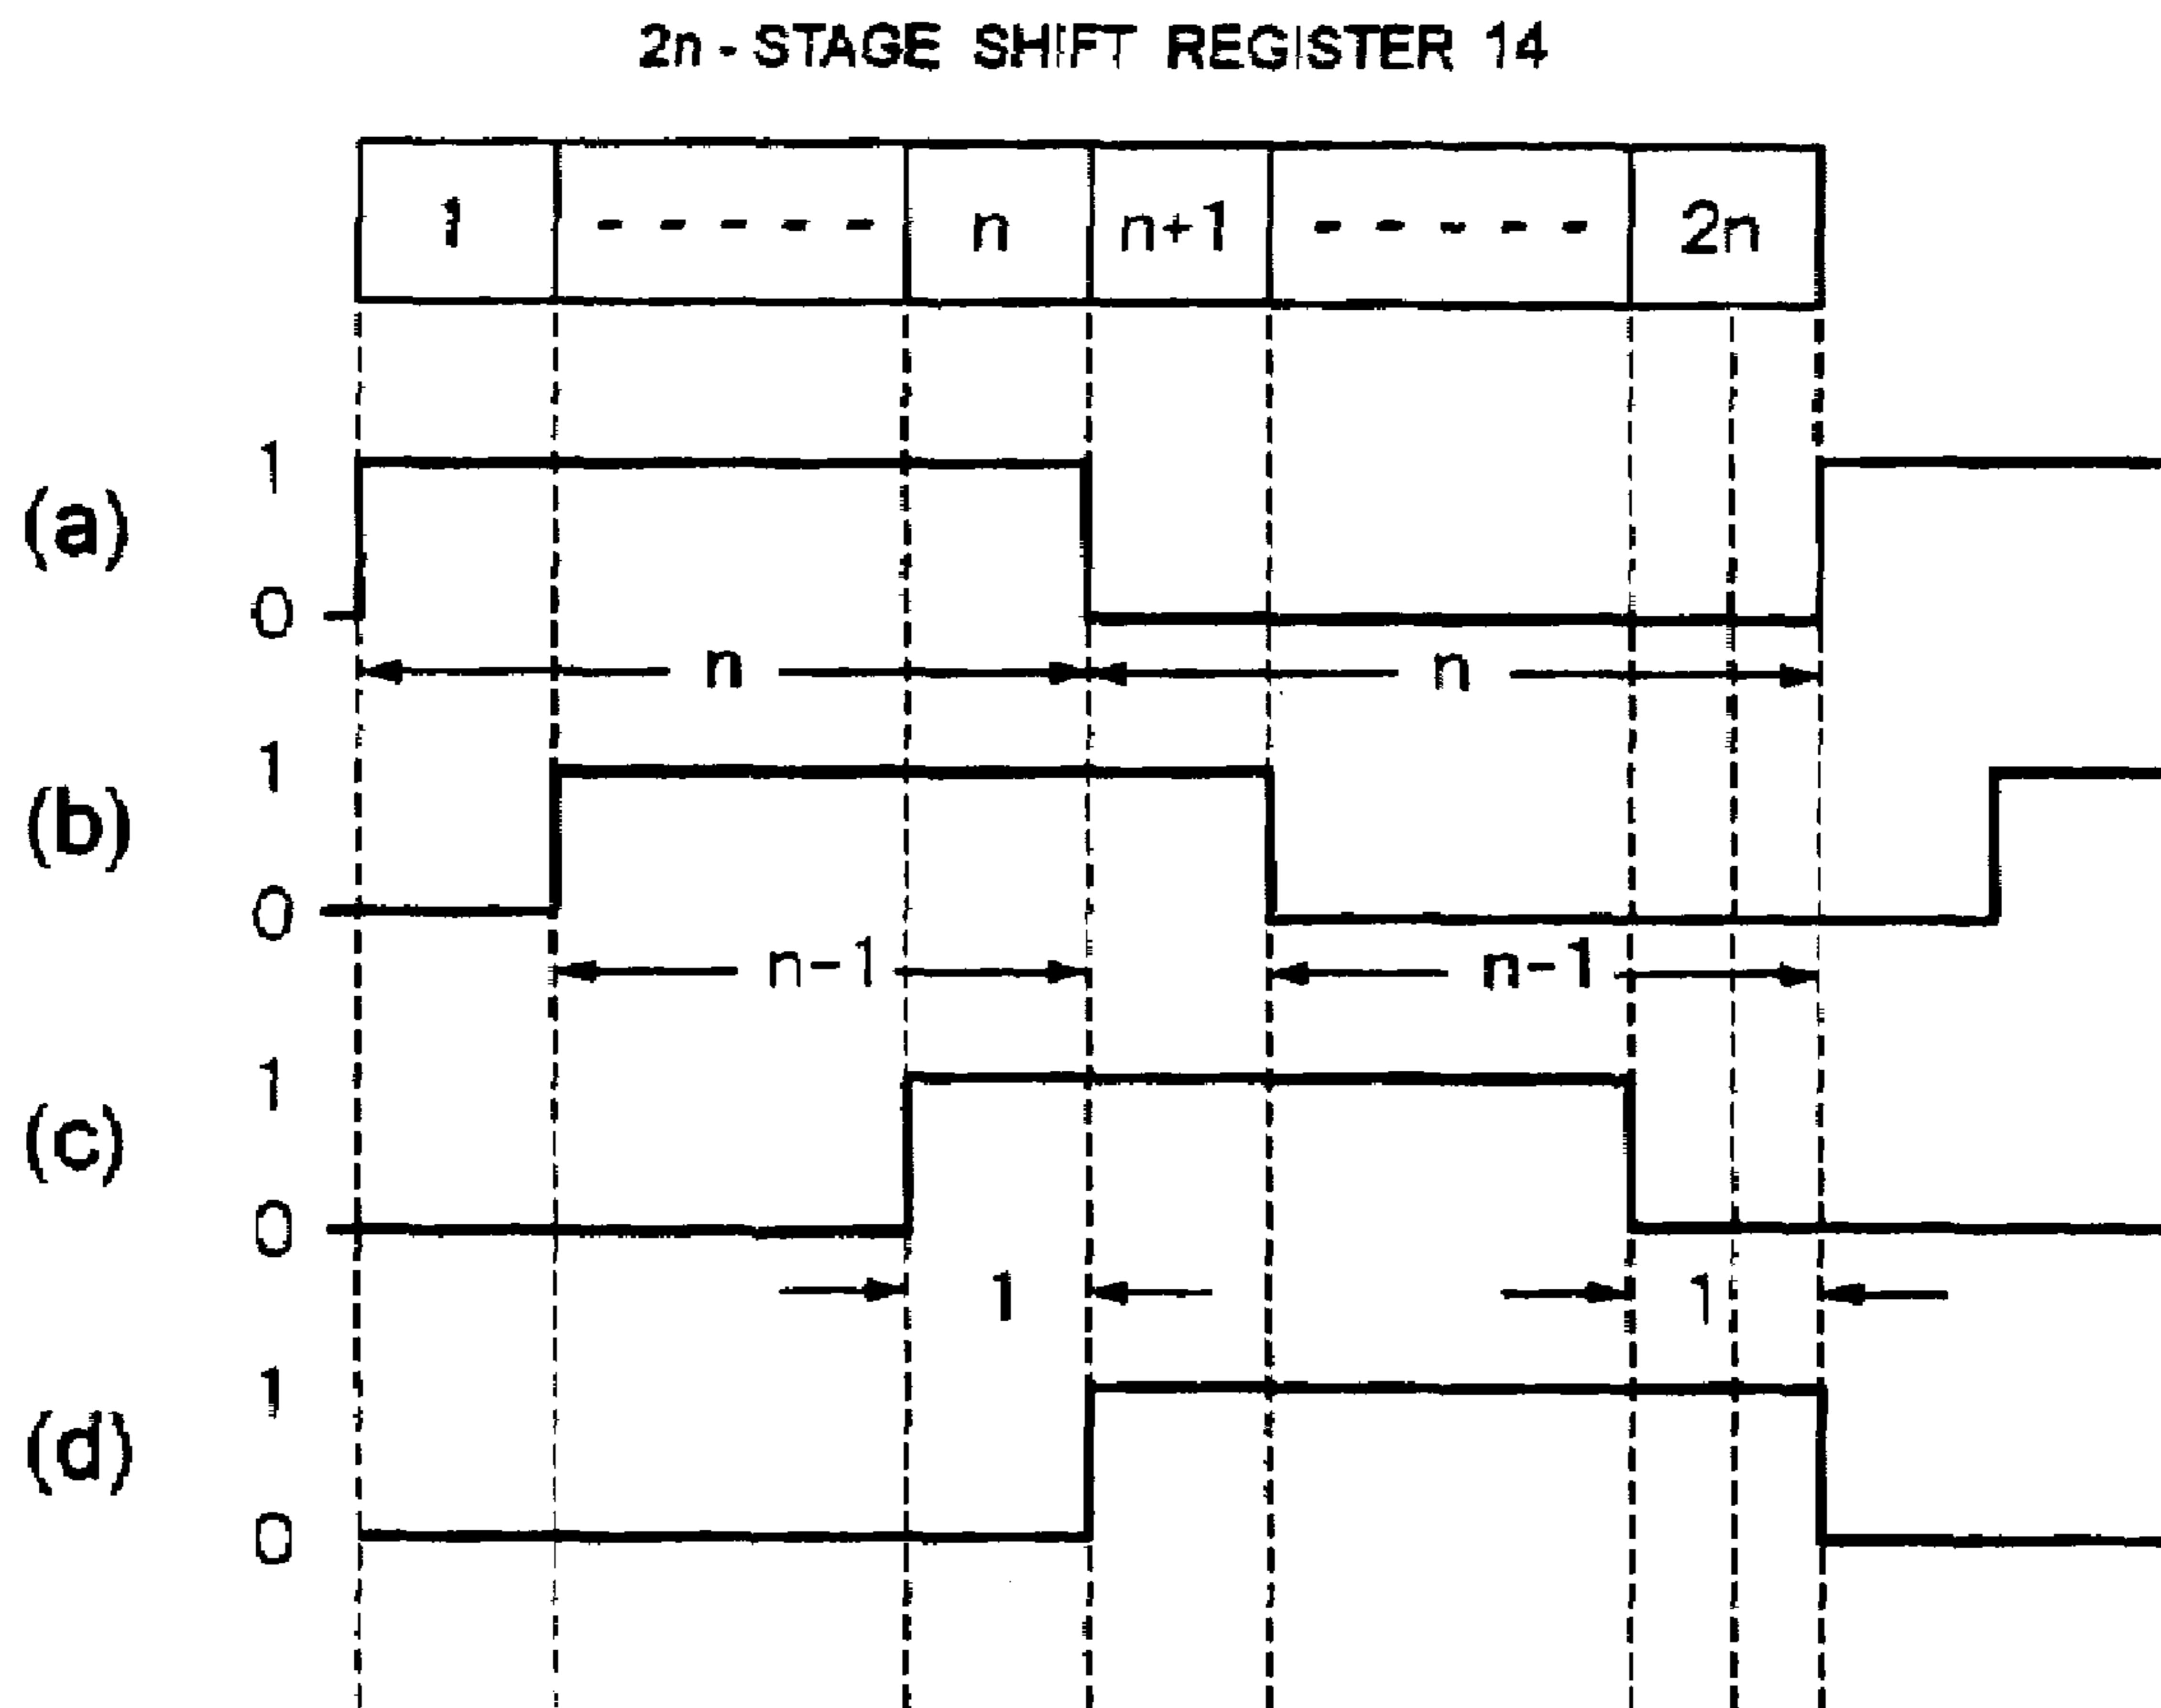 2n-STAGE SHIFT REGISTER 14
1 ----- n n+1 ----- 2n
1
(a)
0
n n
1
(b)
0
n-1 n-1
1
(c)
0
1 1
1
(d)
0